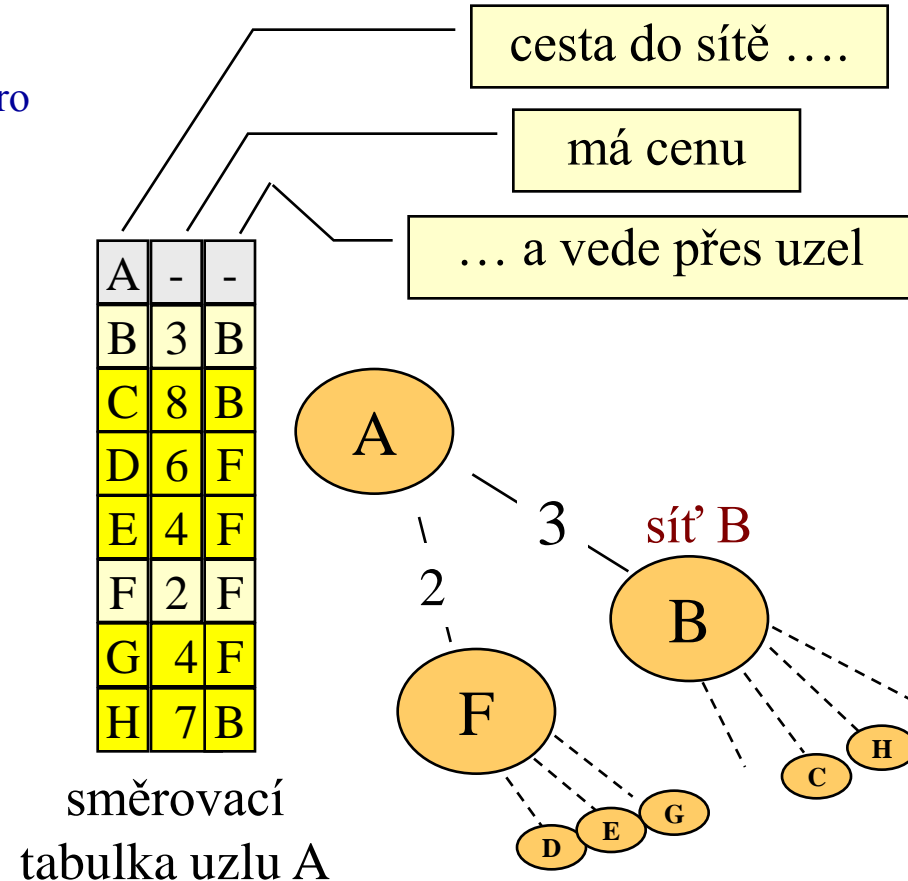 cesta do sítě ….
ro
má cenu
… a vede přes uzel
A - -
B 3 B
C 8 B
D 6 F
E 4 F
F 2 F
G 4 F
H 7 B
A
3
síť B
2
B
F
H
C
G
E
D
směrovací
tabulka uzlu A